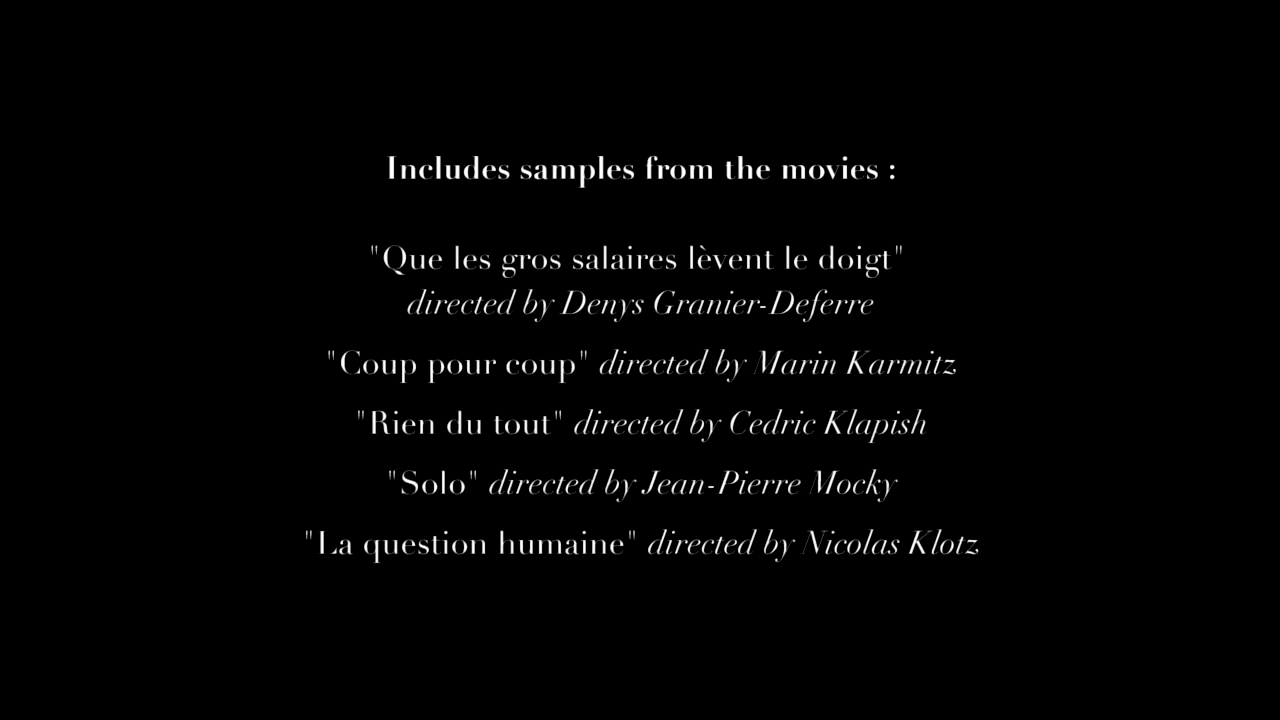 Includes samples from the movies :
"Que les gros salaires lèvent le doigt"
directed by Denys Granier-Deferre
"Coup pour coup" directed by Marin Karmitz
"Rien du tout" directed by Cedric Klapish
"Solo" directed by Jean-Pierre Mocky
"La question humaine" directed by Nicolas Klotz